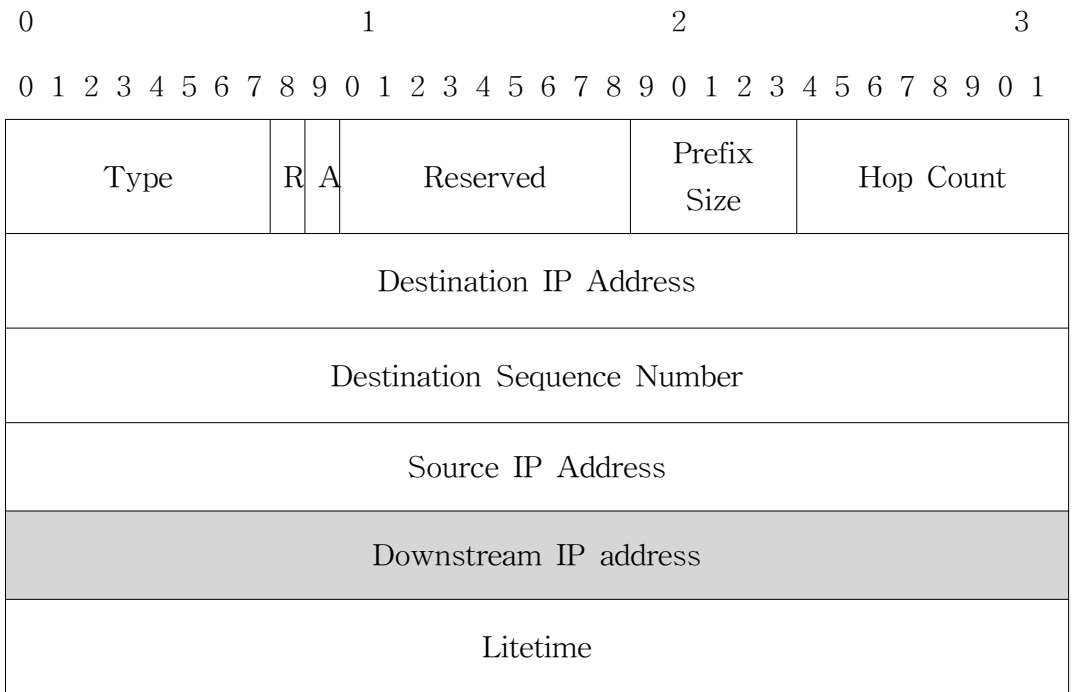 0 1 2 3
0 1 2 3 4 5 6 7 8 9 0 1 2 3 4 5 6 7 8 9 0 1 2 3 4 5 6 7 8 9 0 1
Type R A Reserved Prefix Size Hop Count
Destination IP Address
Destination Sequence Number
Source IP Address
Downstream IP address
Litetime